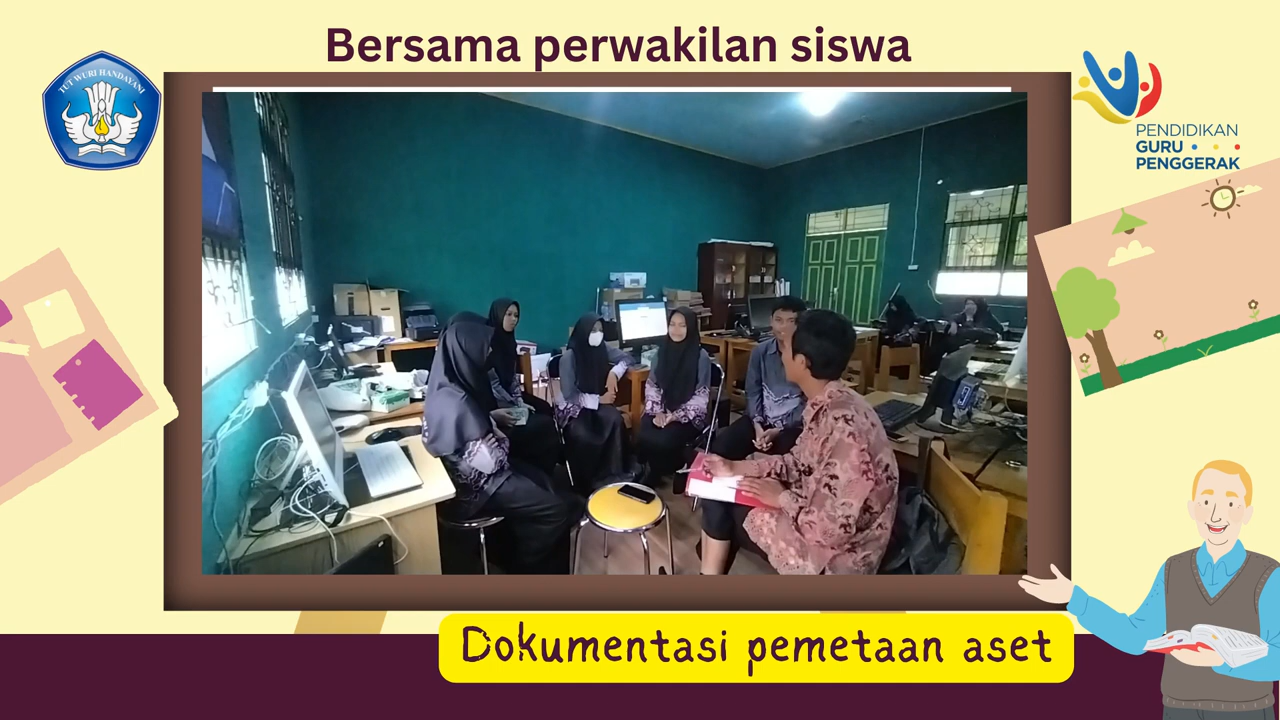 Bersama perwakilan siswa
TUT WURI HANDAYANI
PENDIDIKAN
GURU
PENGGERAK
Dokumentasi pemetaan aset